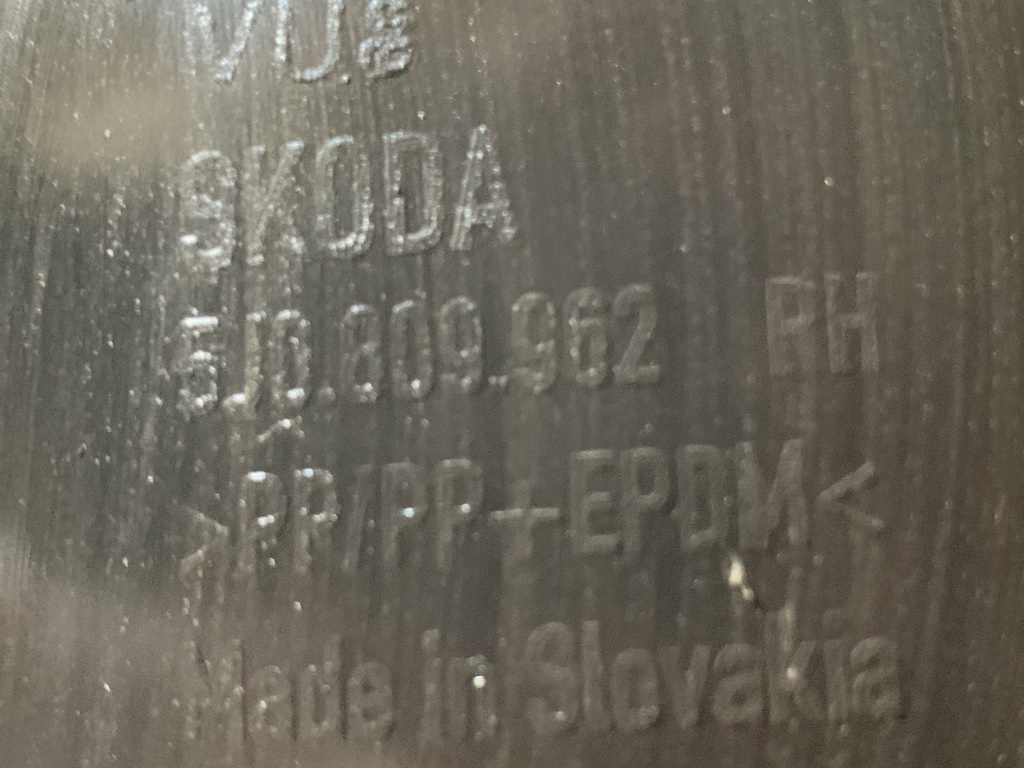 SKODA
5J0.809.962 RH
>PP/PP+EPDM<
Made in Slovakia